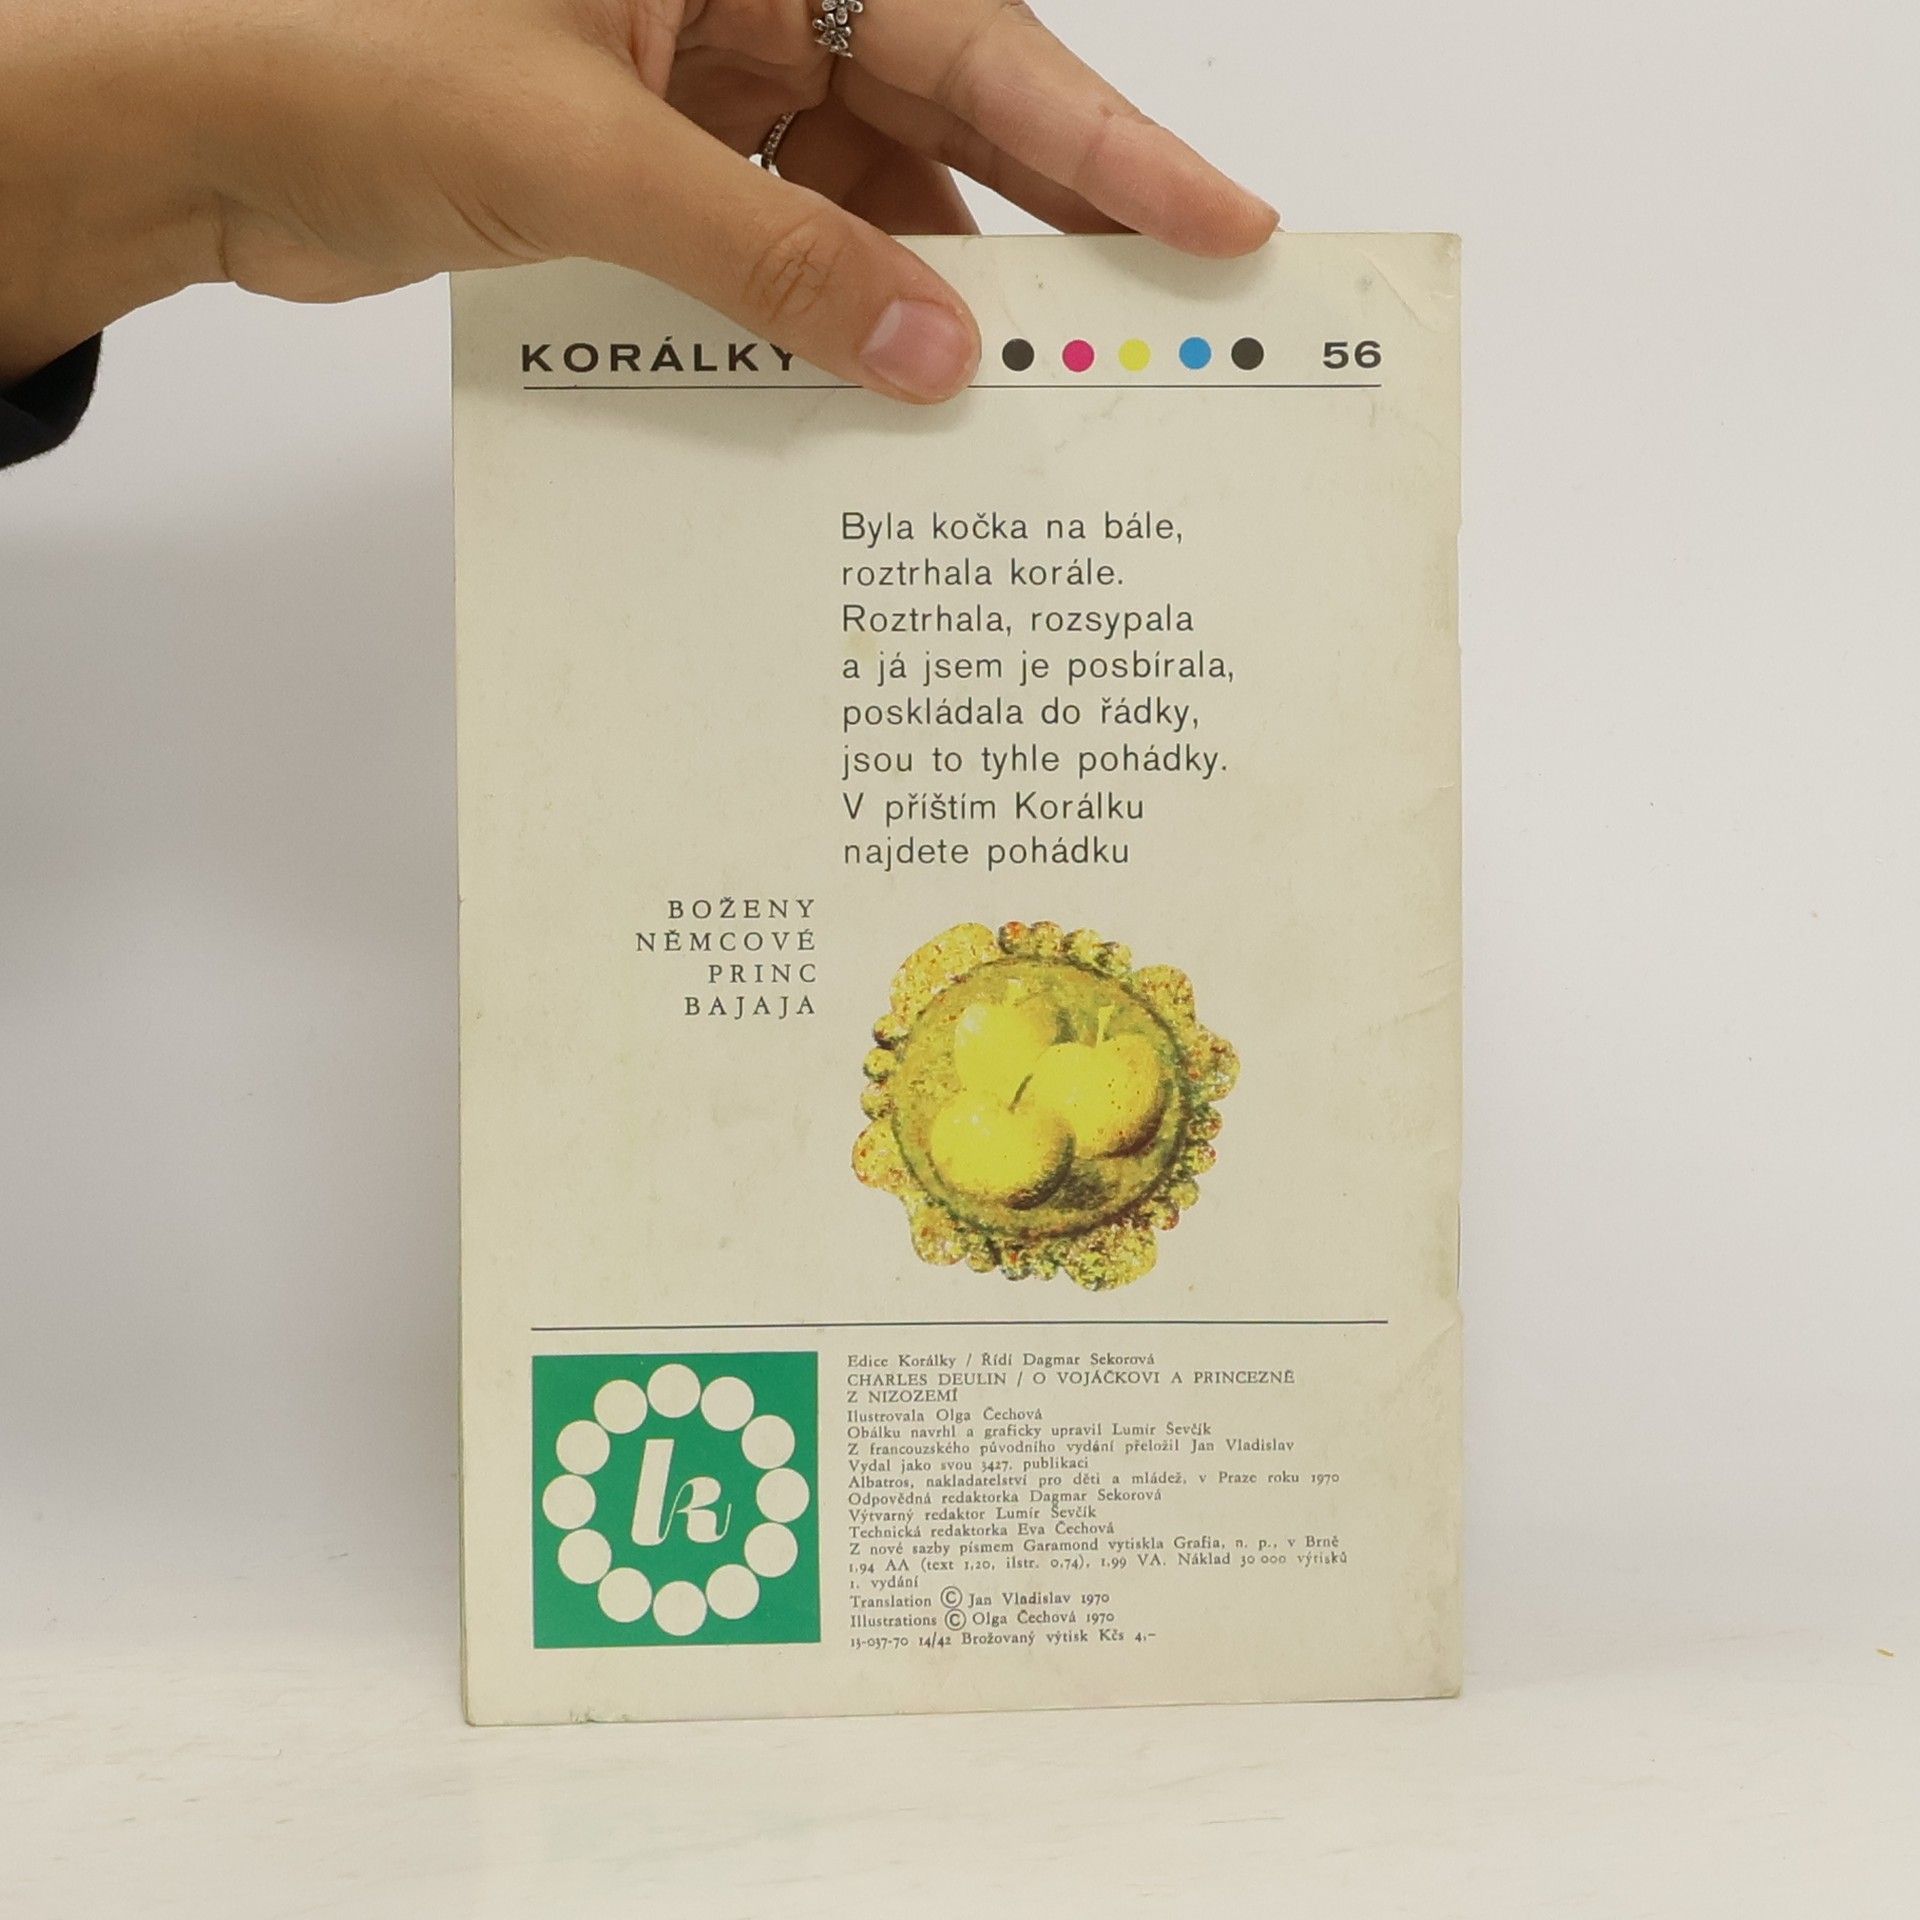 KORÁLKY 56
Byla kočka na bále,
roztrhala korále.
Roztrhala, rozsypala
a já jsem je posbírala,
poskládala do řádky,
jsou to tyhle pohádky.
V příštím Korálku
najdete pohádku
BOŽENY
NĚMCOVÉ
PRINC
BAJAJA
k
Edice Korálky / Řídí Dagmar Sekorová
CHARLES DEULIN / O VOJÁČKOVI A PRINCEZNĚ
Z NIZOZEMÍ
Ilustrovala Olga Čechová
Obálku navrhl a graficky upravil Lumír Ševčík
Z francouzského původního vydání přeložil Jan Vladislav
Vydal jako svou 3427. publikaci
Albatros, nakladatelství pro děti a mládež, v Praze roku 1970
Odpovědná redaktorka Dagmar Sekorová
Výtvarný redaktor Lumír Ševčík
Technická redaktorka Eva Čechová
Z nové sazby písmem Garamond vytiskla Grafia, n. p., v Brně
1,94 AA (text 1,20, ilstr. 0,74), 1,99 VA. Náklad 30 000 výtisků
1. vydání
Translation © Jan Vladislav 1970
Illustrations © Olga Čechová 1970
13-037-70 14/42 Brožovaný výtisk Kčs 4,–